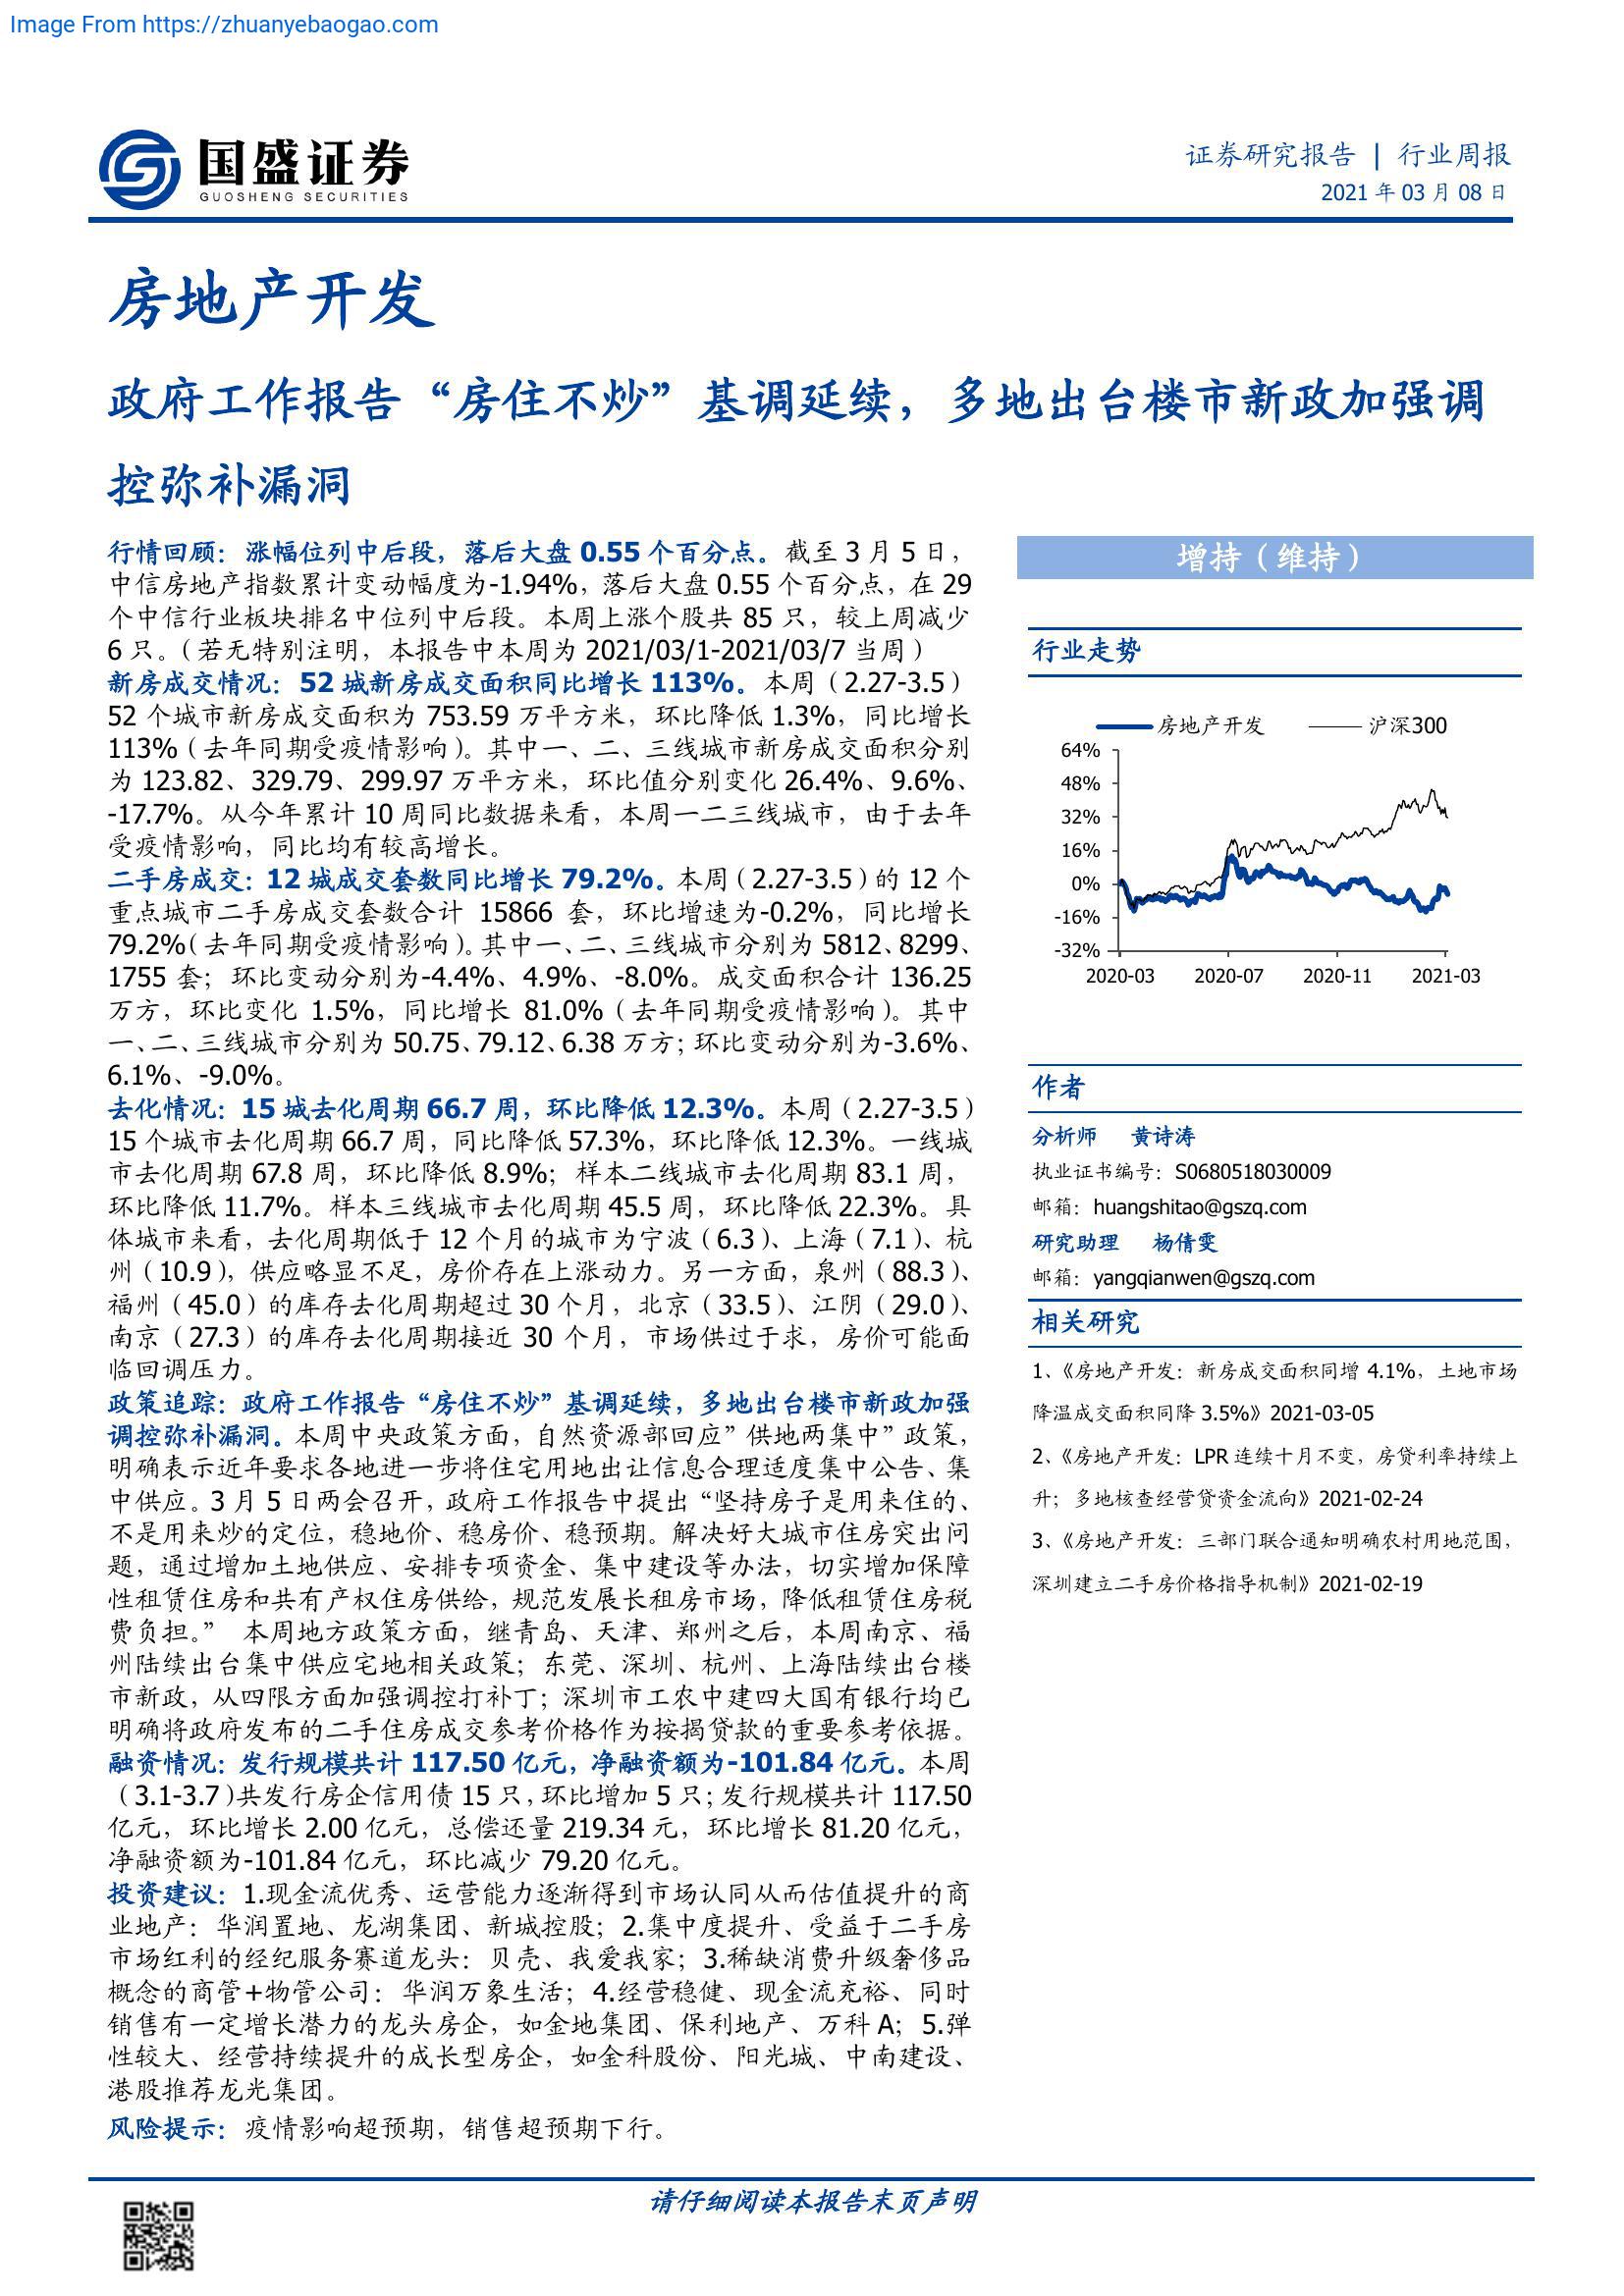 Image From https://zhuanyebaogao.com
国盛证券
GUOSHENG SECURITIES
证券研究报告 | 行业周报
2021 年 03 月 08 日
房地产开发
政府工作报告“房住不炒”基调延续，多地出台楼市新政加强调
控弥补漏洞
行情回顾：涨幅位列中后段，落后大盘 0.55 个百分点。截至 3 月 5 日，
中信房地产指数累计变动幅度为-1.94%，落后大盘 0.55 个百分点，在 29
个中信行业板块排名中位列中后段。本周上涨个股共 85 只，较上周减少
6 只。（若无特别注明，本报告中本周为 2021/03/1-2021/03/7 当周）
新房成交情况：52 城新房成交面积同比增长 113%。本周（2.27-3.5）
52 个城市新房成交面积为 753.59 万平方米，环比降低 1.3%，同比增长
113%（去年同期受疫情影响）。其中一、二、三线城市新房成交面积分别
为 123.82、329.79、299.97 万平方米，环比值分别变化 26.4%、9.6%、
-17.7%。从今年累计 10 周同比数据来看，本周一二三线城市，由于去年
受疫情影响，同比均有较高增长。
二手房成交：12 城成交套数同比增长 79.2%。本周（2.27-3.5）的 12 个
重点城市二手房成交套数合计 15866 套，环比增速为-0.2%，同比增长
79.2%（去年同期受疫情影响）。其中一、二、三线城市分别为 5812、8299、
1755 套；环比变动分别为-4.4%、4.9%、-8.0%。成交面积合计 136.25
万方，环比变化 1.5%，同比增长 81.0%（去年同期受疫情影响）。其中
一、二、三线城市分别为 50.75、79.12、6.38 万方；环比变动分别为-3.6%、
6.1%、-9.0%。
去化情况：15 城去化周期 66.7 周，环比降低 12.3%。本周（2.27-3.5）
15 个城市去化周期 66.7 周，同比降低 57.3%，环比降低 12.3%。一线城
市去化周期 67.8 周，环比降低 8.9%；样本二线城市去化周期 83.1 周，
环比降低 11.7%。样本三线城市去化周期 45.5 周，环比降低 22.3%。具
体城市来看，去化周期低于 12 个月的城市为宁波（6.3）、上海（7.1）、杭
州（10.9），供应略显不足，房价存在上涨动力。另一方面，泉州（88.3）、
福州（45.0）的库存去化周期超过 30 个月，北京（33.5）、江阴（29.0）、
南京（27.3）的库存去化周期接近 30 个月，市场供过于求，房价可能面
临回调压力。
政策追踪：政府工作报告“房住不炒”基调延续，多地出台楼市新政加强
调控弥补漏洞。本周中央政策方面，自然资源部回应”供地两集中”政策，
明确表示近年要求各地进一步将住宅用地出让信息合理适度集中公告、集
中供应。3 月 5 日两会召开，政府工作报告中提出“坚持房子是用来住的、
不是用来炒的定位，稳地价、稳房价、稳预期。解决好大城市住房突出问
题，通过增加土地供应、安排专项资金、集中建设等办法，切实增加保障
性租赁住房和共有产权住房供给，规范发展长租房市场，降低租赁住房税
费负担。” 本周地方政策方面，继青岛、天津、郑州之后，本周南京、福
州陆续出台集中供应宅地相关政策；东莞、深圳、杭州、上海陆续出台楼
市新政，从四限方面加强调控打补丁；深圳市工农中建四大国有银行均已
明确将政府发布的二手住房成交参考价格作为按揭贷款的重要参考依据。
融资情况：发行规模共计 117.50 亿元，净融资额为-101.84 亿元。本周
（3.1-3.7）共发行房企信用债 15 只，环比增加 5 只；发行规模共计 117.50
亿元，环比增长 2.00 亿元，总偿还量 219.34 元，环比增长 81.20 亿元，
净融资额为-101.84 亿元，环比减少 79.20 亿元。
投资建议：1.现金流优秀、运营能力逐渐得到市场认同从而估值提升的商
业地产：华润置地、龙湖集团、新城控股；2.集中度提升、受益于二手房
市场红利的经纪服务赛道龙头：贝壳、我爱我家；3.稀缺消费升级奢侈品
概念的商管+物管公司：华润万象生活；4.经营稳健、现金流充裕、同时
销售有一定增长潜力的龙头房企，如金地集团、保利地产、万科 A；5.弹
性较大、经营持续提升的成长型房企，如金科股份、阳光城、中南建设、
港股推荐龙光集团。
风险提示：疫情影响超预期，销售超预期下行。
增持（维持）
行业走势
房地产开发 沪深300
64%
48%
32%
16%
0%
-16%
-32%
2020-03 2020-07 2020-11 2021-03
作者
分析师 黄诗涛
执业证书编号：S0680518030009
邮箱：huangshitao@gszq.com
研究助理 杨倩雯
邮箱：yangqianwen@gszq.com
相关研究
1、《房地产开发：新房成交面积同增 4.1%，土地市场
降温成交面积同降 3.5%》2021-03-05
2、《房地产开发：LPR 连续十月不变，房贷利率持续上
升；多地核查经营贷资金流向》2021-02-24
3、《房地产开发：三部门联合通知明确农村用地范围，
深圳建立二手房价格指导机制》2021-02-19
请仔细阅读本报告末页声明